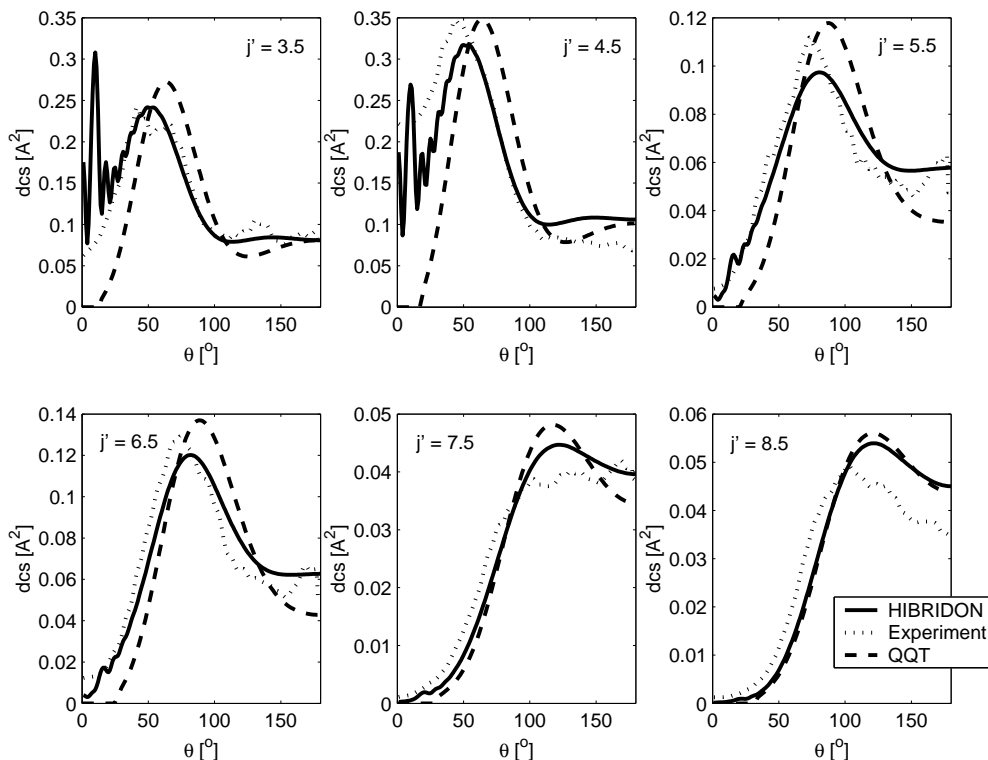 j' = 3.5
dcs [A²]
0.35
0.3
0.25
0.2
0.15
0.1
0.05
0
0 50 100 150
θ [°]
j' = 4.5
dcs [A²]
0.35
0.3
0.25
0.2
0.15
0.1
0.05
0
0 50 100 150
θ [°]
j' = 5.5
dcs [A²]
0.12
0.1
0.08
0.06
0.04
0.02
0
0 50 100 150
θ [°]
j' = 6.5
dcs [A²]
0.14
0.12
0.1
0.08
0.06
0.04
0.02
0
0 50 100 150
θ [°]
j' = 7.5
dcs [A²]
0.05
0.04
0.03
0.02
0.01
0
0 50 100 150
θ [°]
j' = 8.5
dcs [A²]
0.06
0.05
0.04
0.03
0.02
0.01
0
0 50 100 150
θ [°]
HIBRIDON
Experiment
QQT